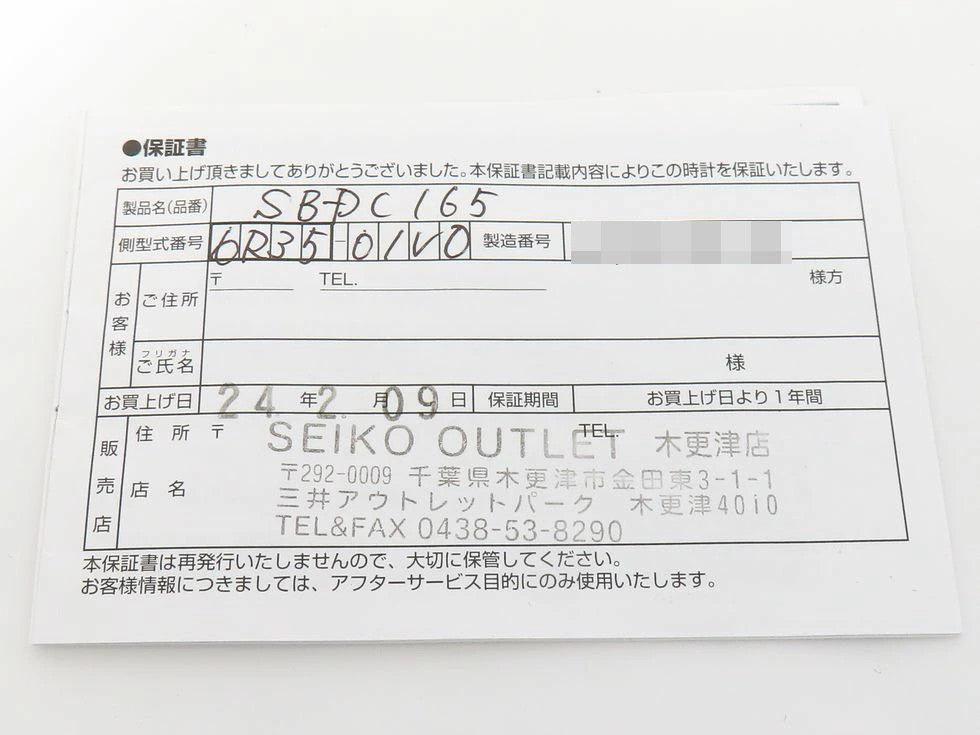 ●保証書
お買い上げ頂きましてありがとうございました。本保証書記載内容によりこの時計を保証いたします。
製品名(品番) SBDC165
側型式番号 6R35-01V0 製造番号
お客様
ご住所 〒 TEL. 様方
フリガナ
ご氏名 様
お買上げ日 24年2月09日 保証期間 お買上げ日より1年間
販売店
住所 〒 TEL.
SEIKO OUTLET 木更津店
〒292-0009 千葉県木更津市金田東3-1-1
店名
三井アウトレットパーク 木更津4010
TEL&FAX 0438-53-8290
本保証書は再発行いたしませんので、大切に保管してください。
お客様情報につきましては、アフターサービス目的にのみ使用いたします。